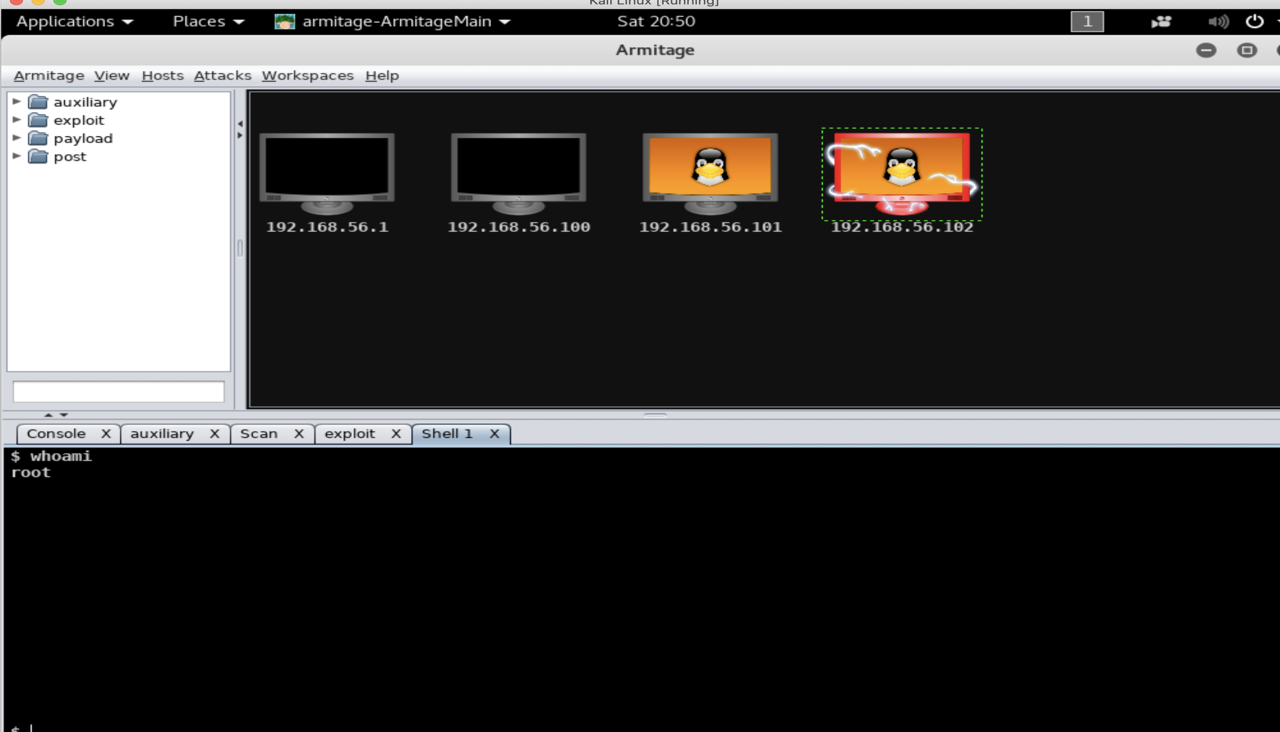 Kali Linux [Running]
Applications Places armitage-ArmitageMain Sat 20:50 1
Armitage
Armitage View Hosts Attacks Workspaces Help
auxiliary
exploit
payload
post
192.168.56.1 192.168.56.100 192.168.56.101 192.168.56.102
Console X auxiliary X Scan X exploit X Shell 1 X
$ whoami
root
$